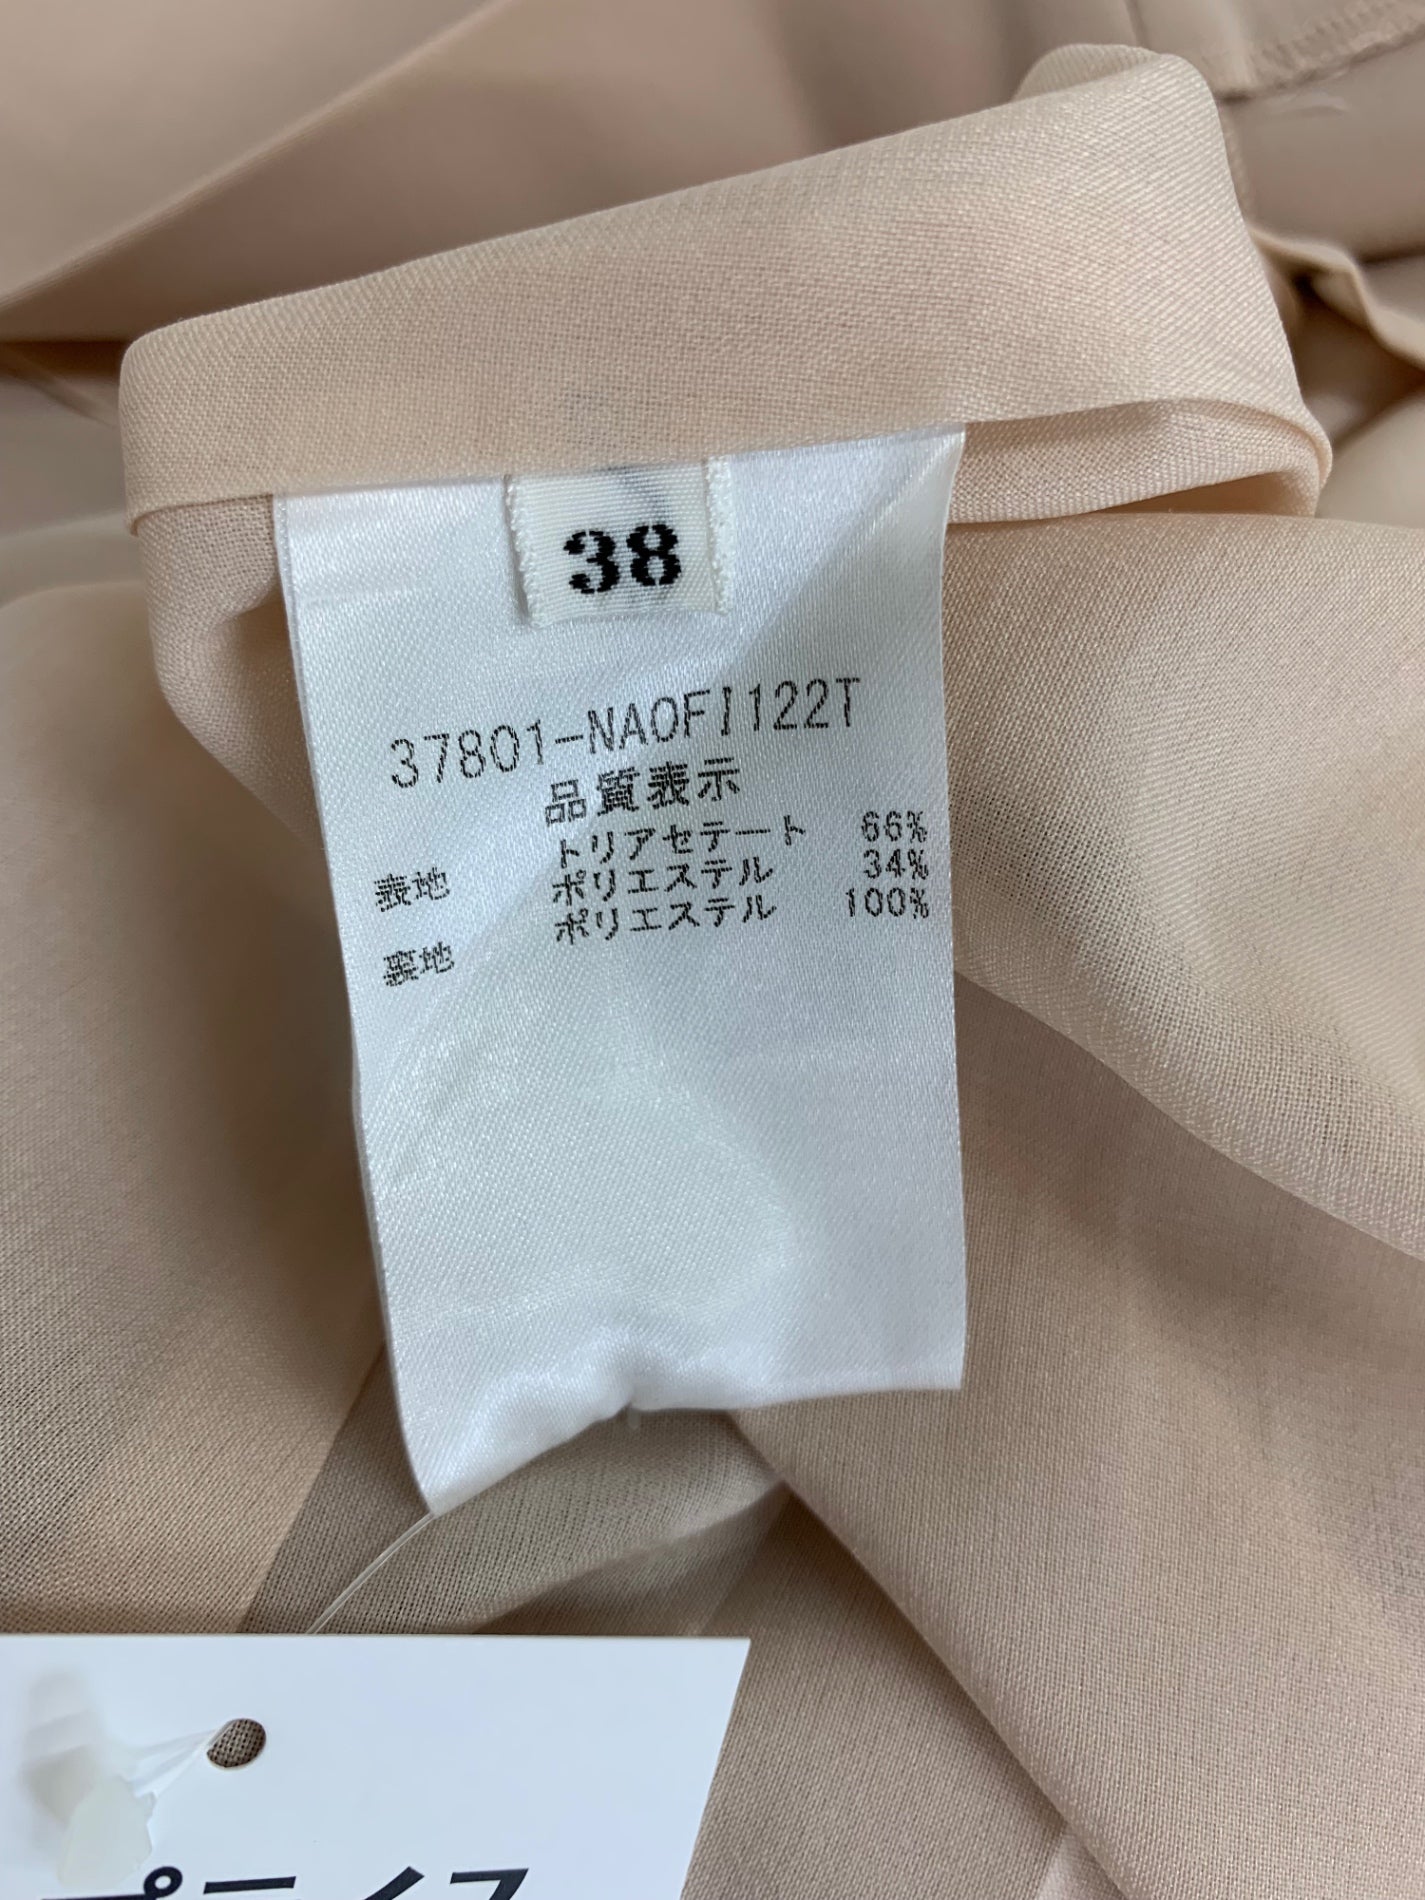 38
37801-NAOFI122T
品質表示
表地 トリアセテート 66%
ポリエステル 34%
裏地 ポリエステル 100%